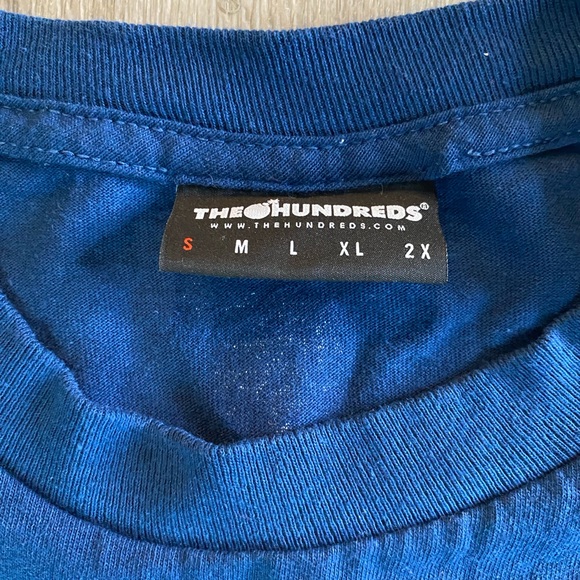 THE HUNDREDS®
WWW.THEHUNDREDS.COM
S M L XL 2X